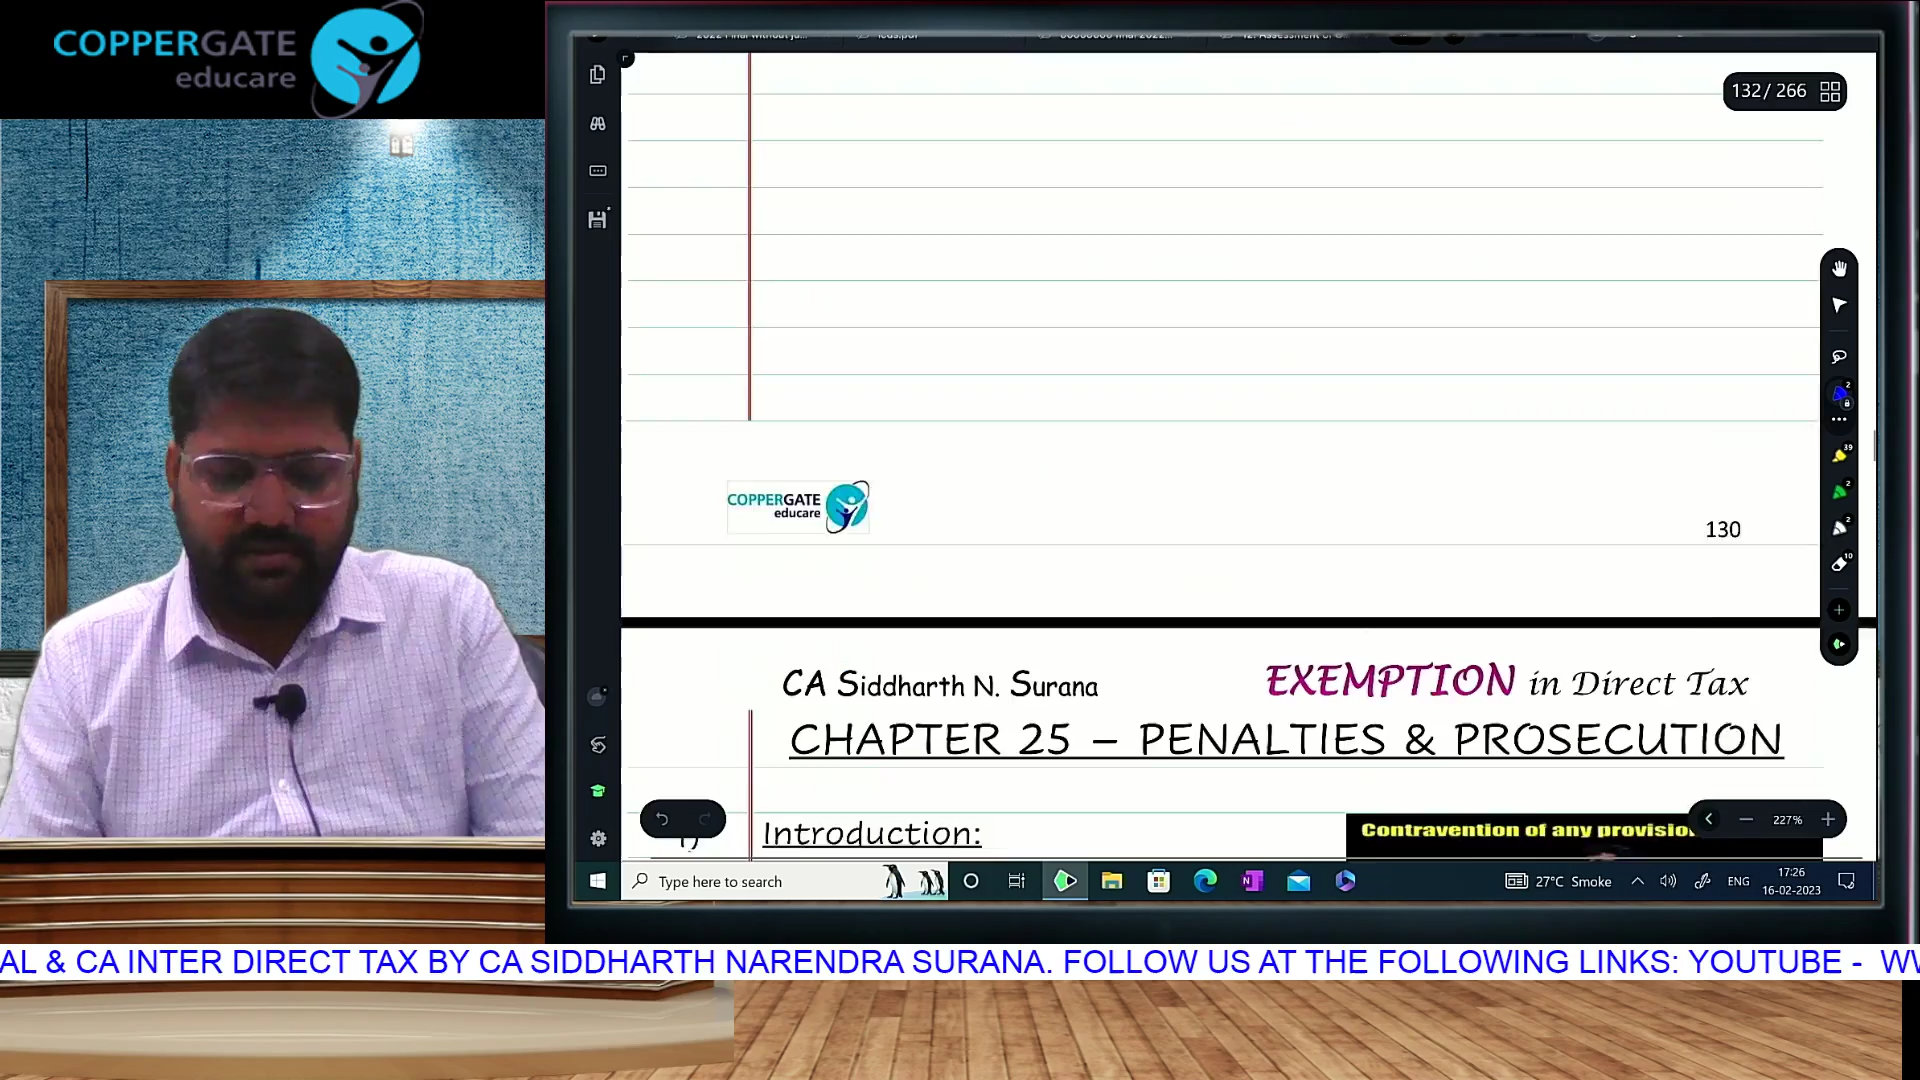 COPPERGATE
educare
132 / 266
COPPERGATE
educare
130
CA Siddharth N. Surana
EXEMPTION in Direct Tax
CHAPTER 25 – PENALTIES & PROSECUTION
Introduction:
Contravention of any provisio
227%
Type here to search
27°C Smoke
ENG
17:26
16-02-2023
AL & CA INTER DIRECT TAX BY CA SIDDHARTH NARENDRA SURANA. FOLLOW US AT THE FOLLOWING LINKS: YOUTUBE - WW